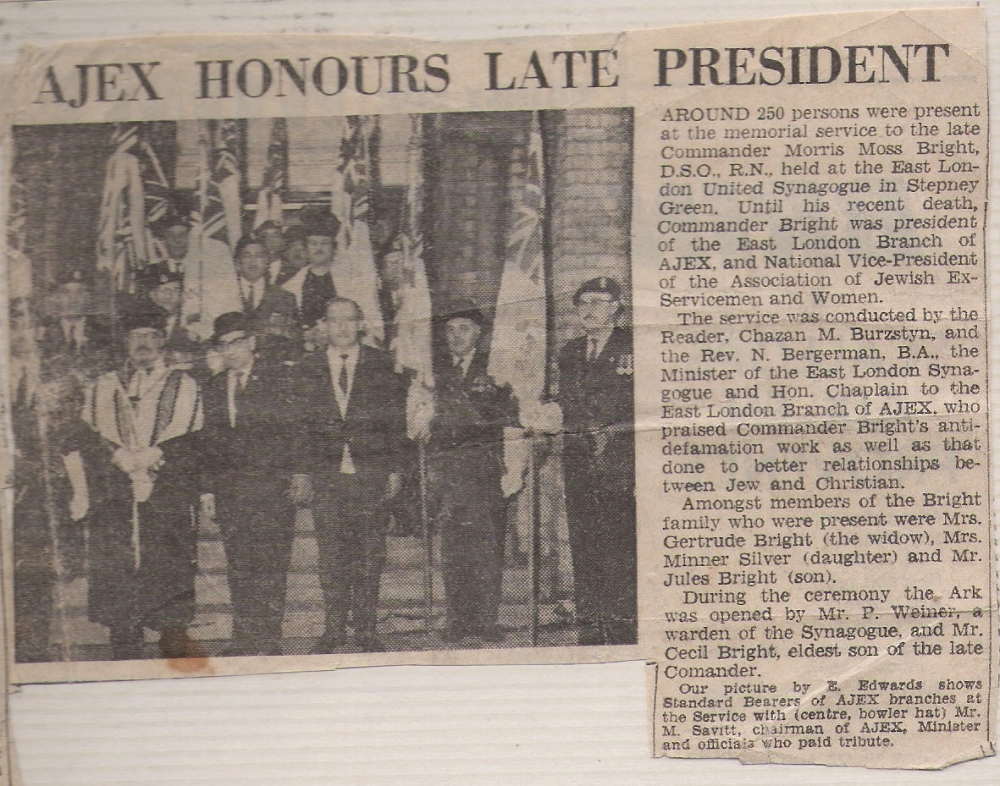 AJEX HONOURS LATE PRESIDENT
AROUND 250 persons were present
at the memorial service to the late
Commander Morris Moss Bright,
D.S.O., R.N., held at the East Lon-
don United Synagogue in Stepney
Green. Until his recent death,
Commander Bright was president
of the East London Branch of
AJEX, and National Vice-President
of the Association of Jewish Ex-
Servicemen and Women.
The service was conducted by the
Reader, Chazan M. Burzstyn, and
the Rev. N. Bergerman, B.A., the
Minister of the East London Syna-
gogue and Hon. Chaplain to the
East London Branch of AJEX, who
praised Commander Bright's anti-
defamation work as well as that
done to better relationships be-
tween Jew and Christian.
Amongst members of the Bright
family who were present were Mrs.
Gertrude Bright (the widow), Mrs.
Minner Silver (daughter) and Mr.
Jules Bright (son).
During the ceremony the Ark
was opened by Mr. P. Weiner, a
warden of the Synagogue, and Mr.
Cecil Bright, eldest son of the late
Comander.
Our picture by E. Edwards shows
Standard Bearers of AJEX branches at
the Service with (centre, bowler hat) Mr.
M. Savitt, chairman of AJEX, Minister
and officials who paid tribute.